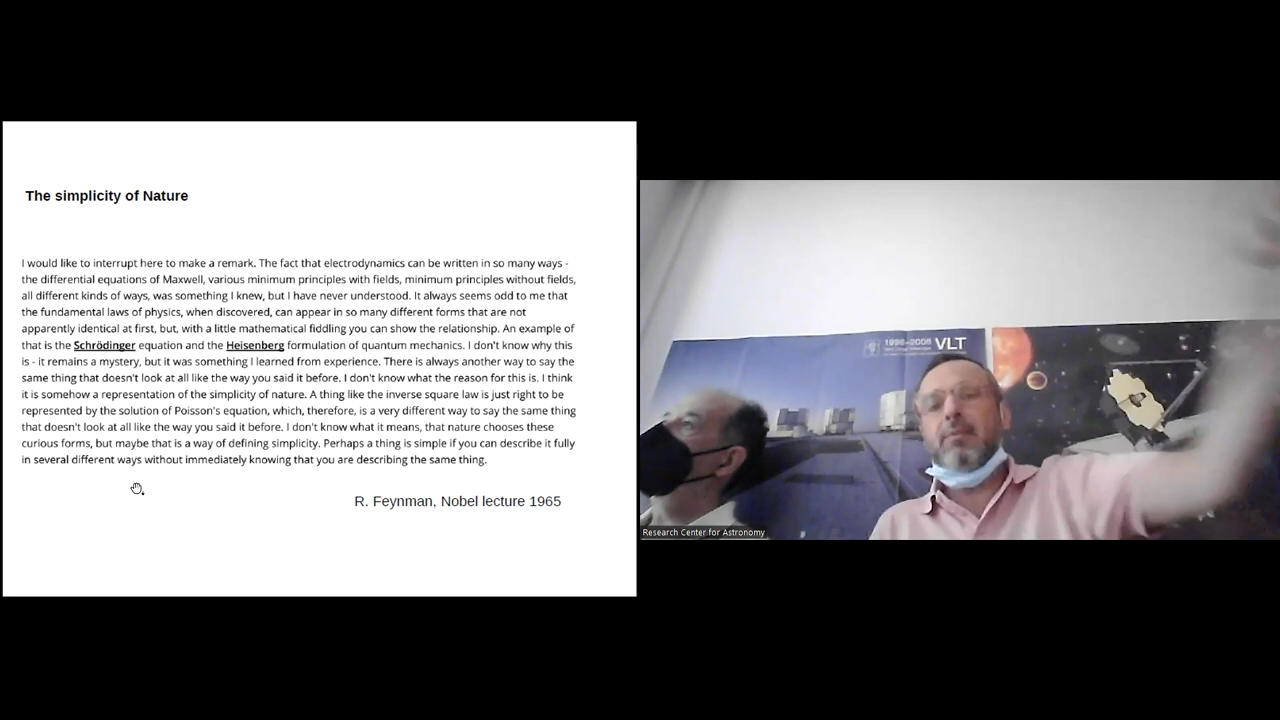 The simplicity of Nature
I would like to interrupt here to make a remark. The fact that electrodynamics can be written in so many ways -
the differential equations of Maxwell, various minimum principles with fields, minimum principles without fields,
all different kinds of ways, was something I knew, but I have never understood. It always seems odd to me that
the fundamental laws of physics, when discovered, can appear in so many different forms that are not
apparently identical at first, but, with a little mathematical fiddling you can show the relationship. An example of
that is the Schrödinger equation and the Heisenberg formulation of quantum mechanics. I don't know why this
is - it remains a mystery, but it was something I learned from experience. There is always another way to say the
same thing that doesn't look at all like the way you said it before. I don't know what the reason for this is. I think
it is somehow a representation of the simplicity of nature. A thing like the inverse square law is just right to be
represented by the solution of Poisson's equation, which, therefore, is a very different way to say the same thing
that doesn't look at all like the way you said it before. I don't know what it means, that nature chooses these
curious forms, but maybe that is a way of defining simplicity. Perhaps a thing is simple if you can describe it fully
in several different ways without immediately knowing that you are describing the same thing.
R. Feynman, Nobel lecture 1965
VLT
Research Center for Astronomy